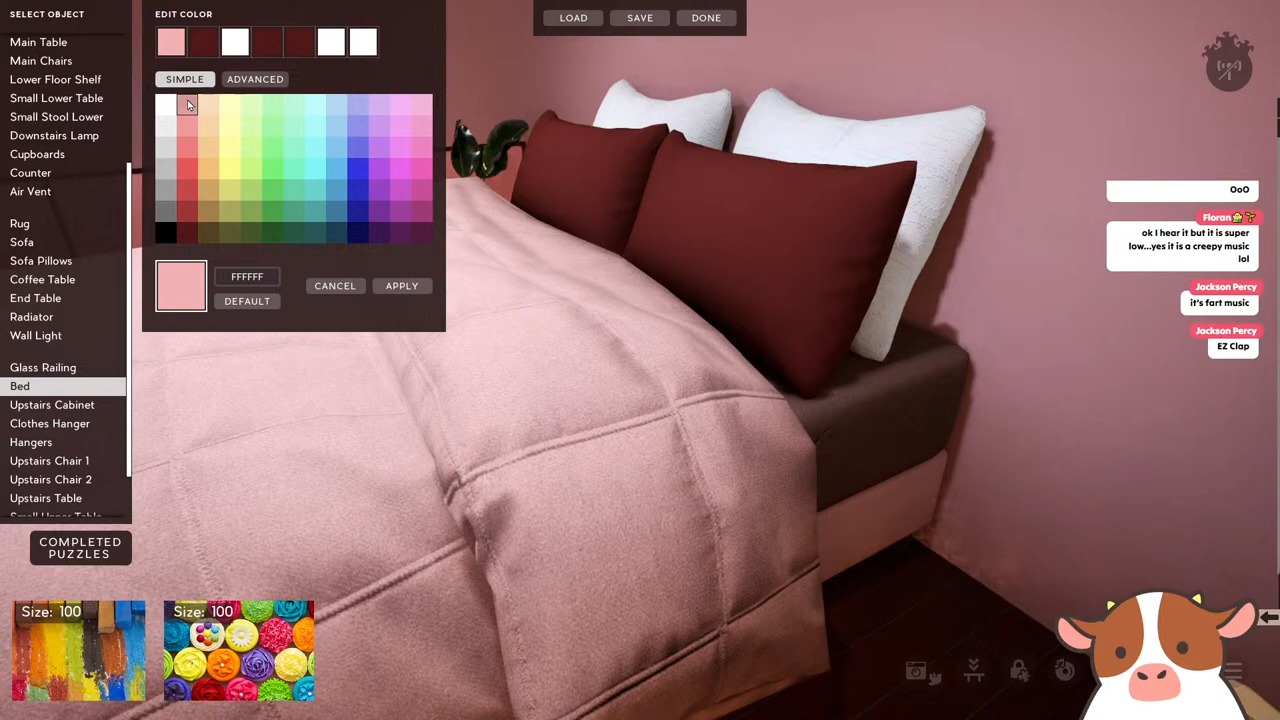 SELECT OBJECT
Main Table
Main Chairs
Lower Floor Shelf
Small Lower Table
Small Stool Lower
Downstairs Lamp
Cupboards
Counter
Air Vent
Rug
Sofa
Sofa Pillows
Coffee Table
End Table
Radiator
Wall Light
Glass Railing
Bed
Upstairs Cabinet
Clothes Hanger
Hangers
Upstairs Chair 1
Upstairs Chair 2
Upstairs Table
Small Upper Table
COMPLETED
PUZZLES
Size: 100
Size: 100
EDIT COLOR
SIMPLE
ADVANCED
FFFFFF
DEFAULT
CANCEL
APPLY
LOAD
SAVE
DONE
OoO
Floran
ok I hear it but it is super
low...yes it is a creepy music
lol
Jackson Percy
it's fart music
Jackson Percy
EZ Clap